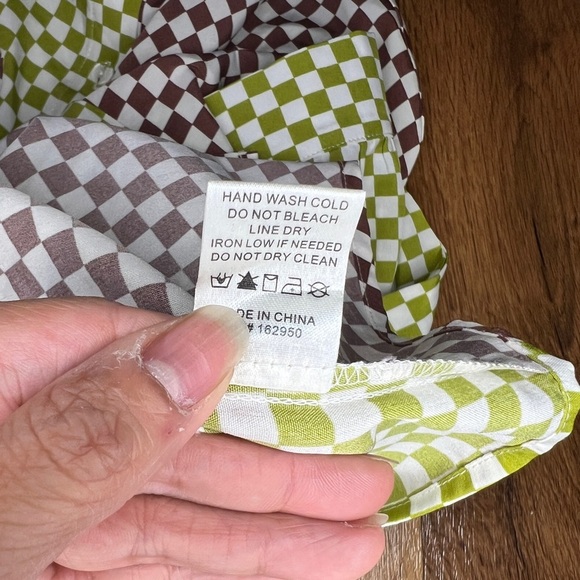 HAND WASH COLD
DO NOT BLEACH
LINE DRY
IRON LOW IF NEEDED
DO NOT DRY CLEAN
DE IN CHINA
# 162950